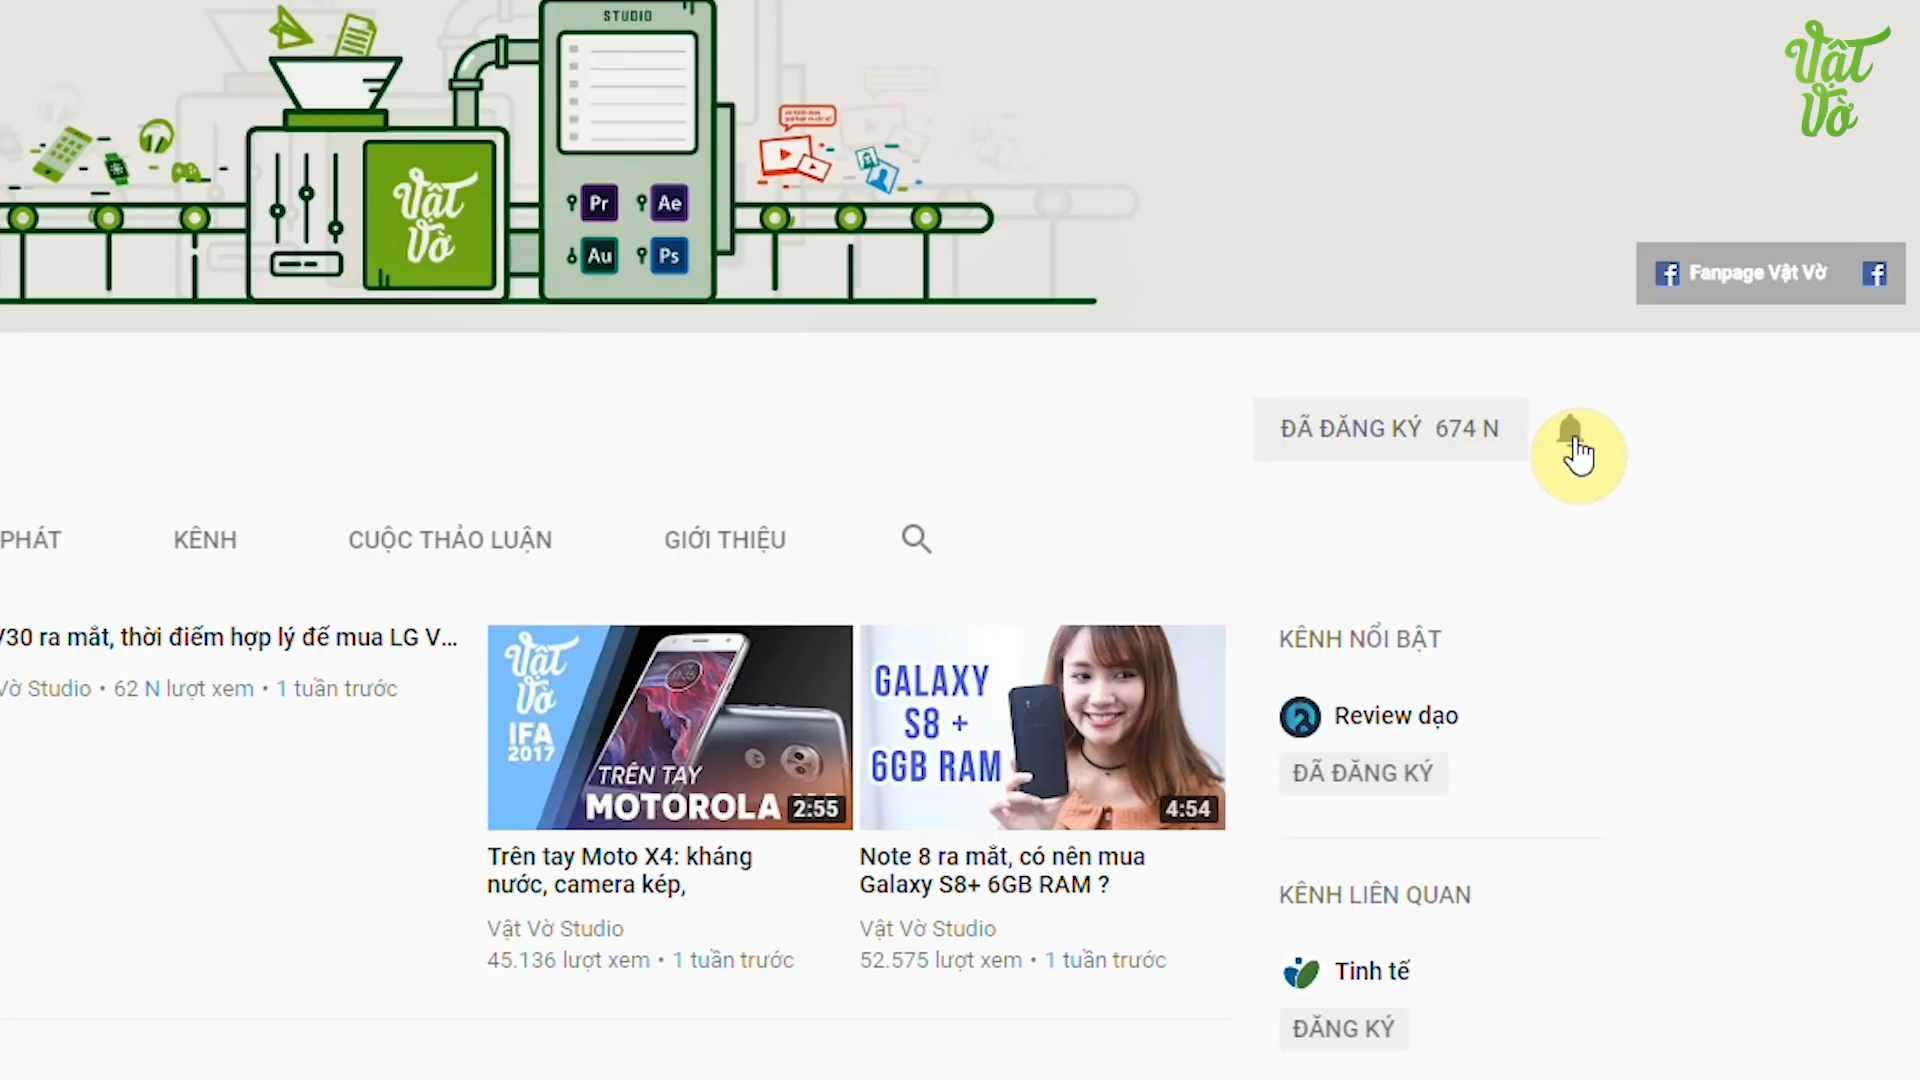 STUDIO
Vật
Vờ
Pr
Ae
Au
Ps
Vật
Vờ
Fanpage Vật Vờ
ĐÃ ĐĂNG KÝ 674 N
PHÁT
KÊNH
CUỘC THẢO LUẬN
GIỚI THIỆU
V30 ra mắt, thời điểm hợp lý để mua LG V...
Vờ Studio • 62 N lượt xem • 1 tuần trước
Vật
Vờ
IFA
2017
TRÊN TAY
MOTOROLA
2:55
Trên tay Moto X4: kháng
nước, camera kép,
Vật Vờ Studio
45.136 lượt xem • 1 tuần trước
GALAXY
S8 +
6GB RAM
4:54
Note 8 ra mắt, có nên mua
Galaxy S8+ 6GB RAM ?
Vật Vờ Studio
52.575 lượt xem • 1 tuần trước
KÊNH NỔI BẬT
Review dạo
ĐÃ ĐĂNG KÝ
KÊNH LIÊN QUAN
Tinh tế
ĐĂNG KÝ